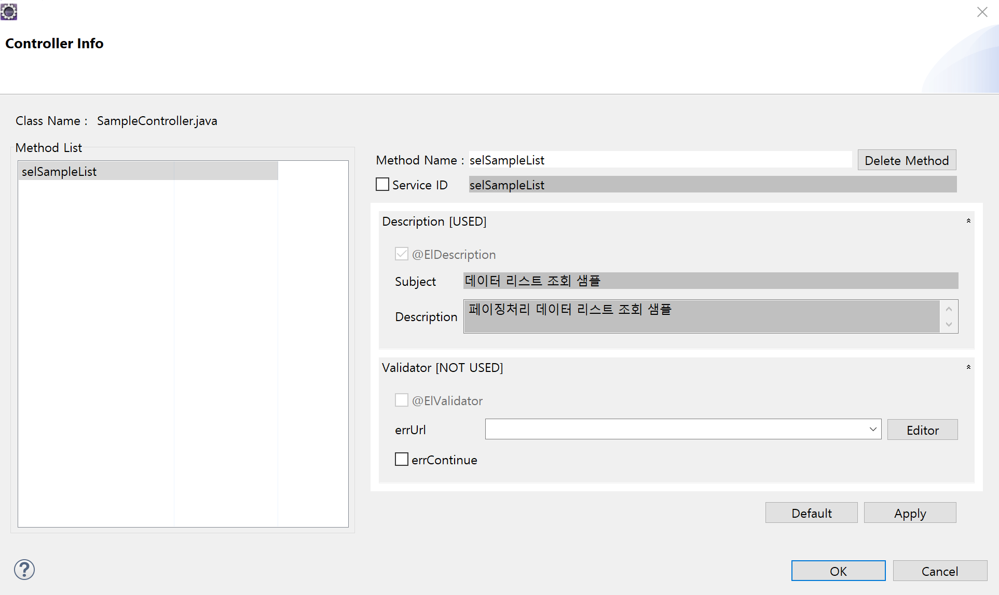 Controller Info
Class Name : SampleController.java
Method List
selSampleList
Method Name : selSampleList Delete Method
Service ID selSampleList
Description [USED]
@ElDescription
Subject 데이터 리스트 조회 샘플
Description 페이징처리 데이터 리스트 조회 샘플
Validator [NOT USED]
@ElValidator
errUrl Editor
errContinue
Default Apply
? OK Cancel